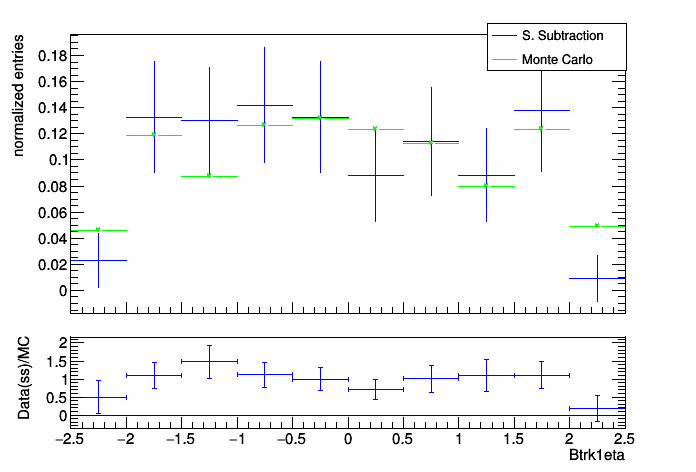 S. Subtraction
Monte Carlo
normalized entries
0.18
0.16
0.14
0.12
0.1
0.08
0.06
0.04
0.02
0
Data(ss)/MC
2
1.5
1
0.5
0
−2.5 −2 −1.5 −1 −0.5 0 0.5 1 1.5 2 2.5
Btrk1eta